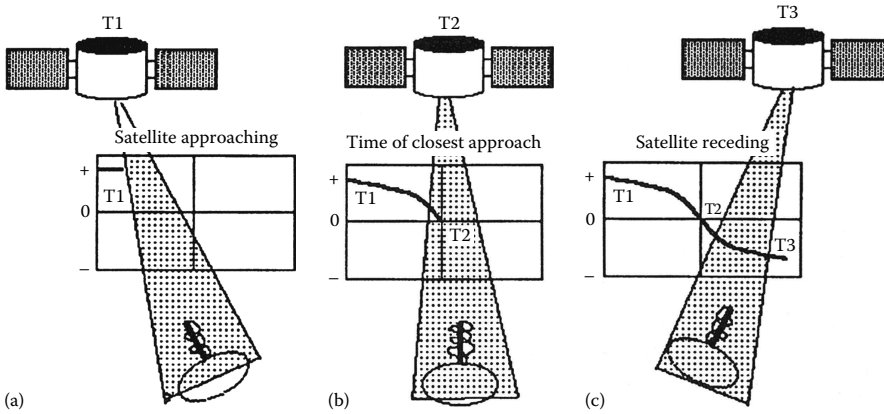 T1
Satellite approaching
+
T1
0
–
(a)
T2
Time of closest approach
+
T1
0
T2
–
(b)
T3
Satellite receding
+
T1
T2
0
T3
–
(c)